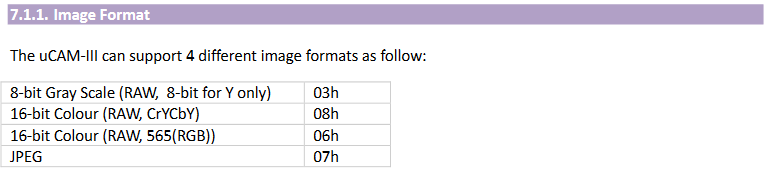 7.1.1. Image Format
The uCAM-III can support 4 different image formats as follow:
8-bit Gray Scale (RAW, 8-bit for Y only) 03h
16-bit Colour (RAW, CrYCbY) 08h
16-bit Colour (RAW, 565(RGB)) 06h
JPEG 07h